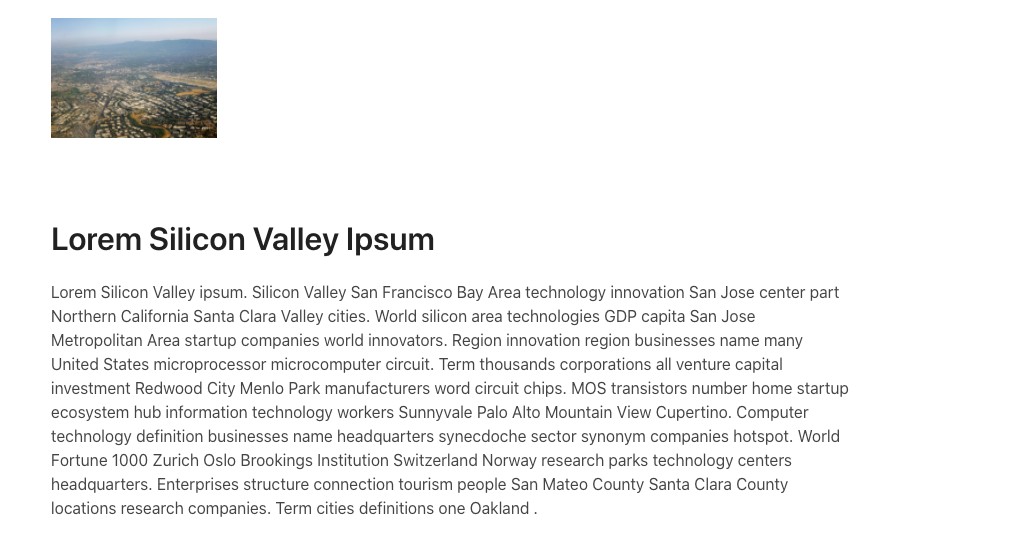 Lorem Silicon Valley Ipsum
Lorem Silicon Valley ipsum. Silicon Valley San Francisco Bay Area technology innovation San Jose center part
Northern California Santa Clara Valley cities. World silicon area technologies GDP capita San Jose
Metropolitan Area startup companies world innovators. Region innovation region businesses name many
United States microprocessor microcomputer circuit. Term thousands corporations all venture capital
investment Redwood City Menlo Park manufacturers word circuit chips. MOS transistors number home startup
ecosystem hub information technology workers Sunnyvale Palo Alto Mountain View Cupertino. Computer
technology definition businesses name headquarters synecdoche sector synonym companies hotspot. World
Fortune 1000 Zurich Oslo Brookings Institution Switzerland Norway research parks technology centers
headquarters. Enterprises structure connection tourism people San Mateo County Santa Clara County
locations research companies. Term cities definitions one Oakland .